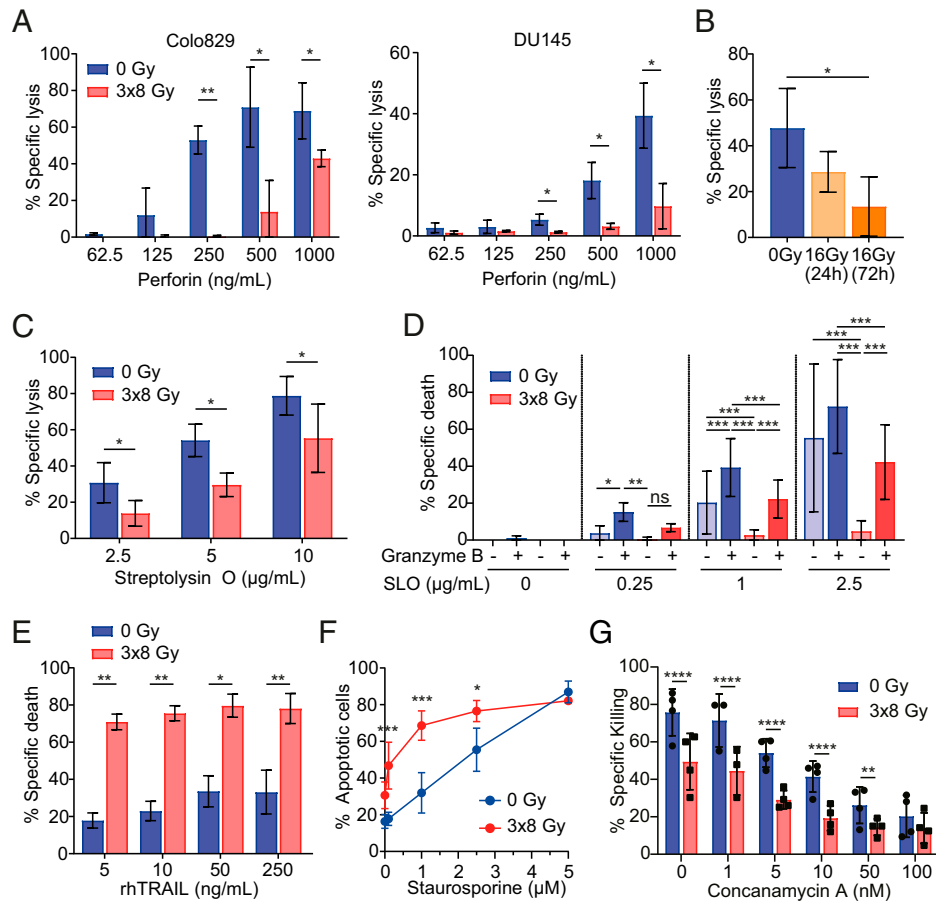 A
Colo829
% Specific lysis
100
80
60
40
20
0
0 Gy
3x8 Gy
** * *
62.5 125 250 500 1000
Perforin (ng/mL)
DU145
% Specific lysis
60
40
20
0
* * *
62.5 125 250 500 1000
Perforin (ng/mL)
B
% Specific lysis
80
60
40
20
0
*
0Gy 16Gy 16Gy
(24h) (72h)
C
% Specific lysis
100
80
60
40
20
0
0 Gy
3x8 Gy
* * *
2.5 5 10
Streptolysin O (µg/mL)
D
% Specific death
100
80
60
40
20
0
0 Gy
3x8 Gy
* ** ns
***
***
*** *** ***
***
***
*** ***
Granzyme B - + - + - + - + - + - + - + - +
SLO (µg/mL) 0 0.25 1 2.5
E
0 Gy
3x8 Gy
% Specific death
100
80
60
40
20
0
** ** * **
5 10 50 250
rhTRAIL (ng/mL)
F
% Apoptotic cells
100
80
60
40
20
0
*** *** *
0 Gy
3x8 Gy
0 1 2 3 4 5
Staurosporine (µM)
G
% Specific Killing
100
80
60
40
20
0
0 Gy
3x8 Gy
**** **** **** **** **
0 1 5 10 50 100
Concanamycin A (nM)